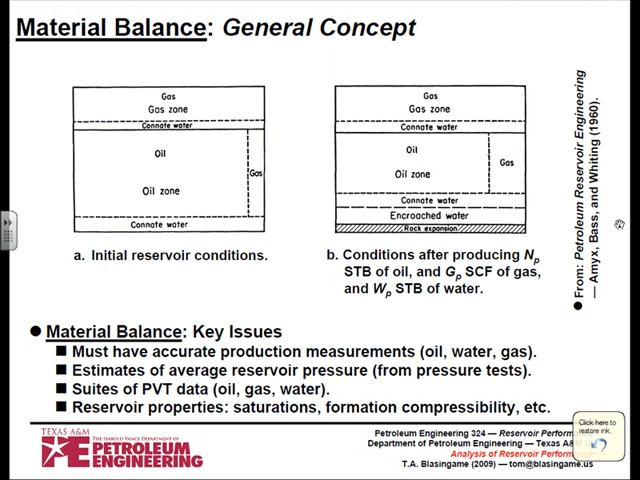 Material Balance: General Concept
Gas
Gas zone
Connate water
Oil
Oil zone
Gas
Connate water
a. Initial reservoir conditions.
Gas
Gas zone
Connate water
Oil
Oil zone
Gas
Connate water
Encroached water
Rock expansion
b. Conditions after producing Np
STB of oil, and Gp SCF of gas,
and Wp STB of water.
● From: Petroleum Reservoir Engineering
— Amyx, Bass, and Whiting (1960).
● Material Balance: Key Issues
■ Must have accurate production measurements (oil, water, gas).
■ Estimates of average reservoir pressure (from pressure tests).
■ Suites of PVT data (oil, gas, water).
■ Reservoir properties: saturations, formation compressibility, etc.
TEXAS A&M
THE HAROLD VANCE DEPARTMENT OF
PETROLEUM
ENGINEERING
Petroleum Engineering 324 — Reservoir
Department of Petroleum Engineering — Texas A&M
Analysis of Reservoir
T.A. Blasingame (2009) — tom@blasingame.us
Click here to
restore ink.